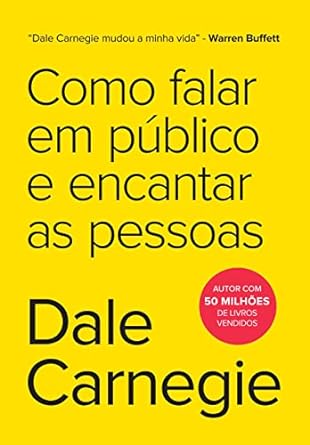 “Dale Carnegie mudou a minha vida” - Warren Buffett
Como falar
em público
e encantar
as pessoas
AUTOR COM
50 MILHÕES
DE LIVROS
VENDIDOS
Dale
Carnegie